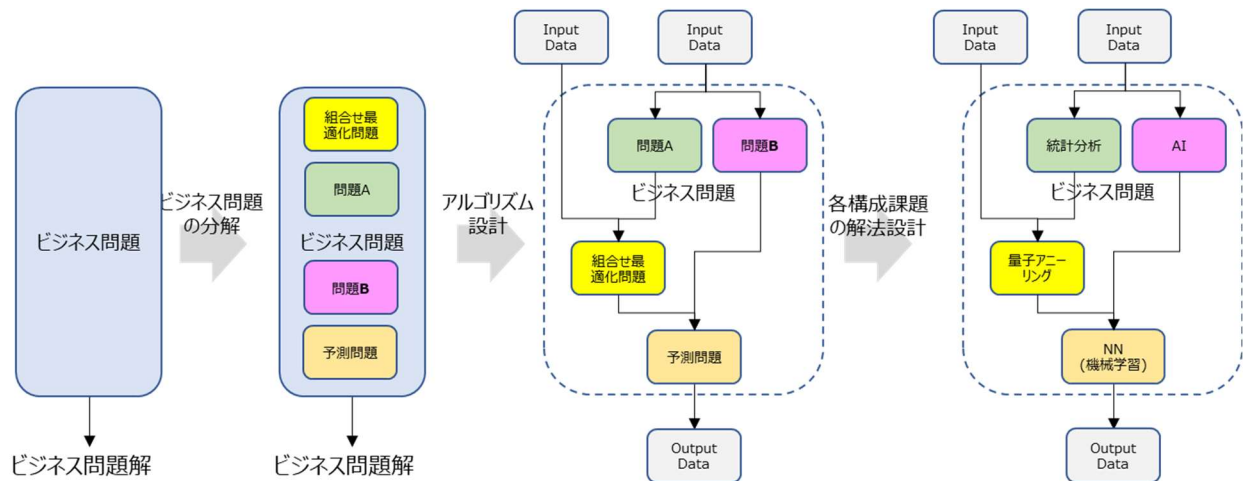 ビジネス問題
ビジネス問題解
ビジネス問題
の分解
組合せ最
適化問題
問題A
ビジネス問題
問題B
予測問題
ビジネス問題解
アルゴリズム
設計
Input
Data
Input
Data
問題A
問題B
ビジネス問題
組合せ最
適化問題
予測問題
Output
Data
各構成課題
の解法設計
Input
Data
Input
Data
統計分析
AI
ビジネス問題
量子アニー
リング
NN
(機械学習)
Output
Data